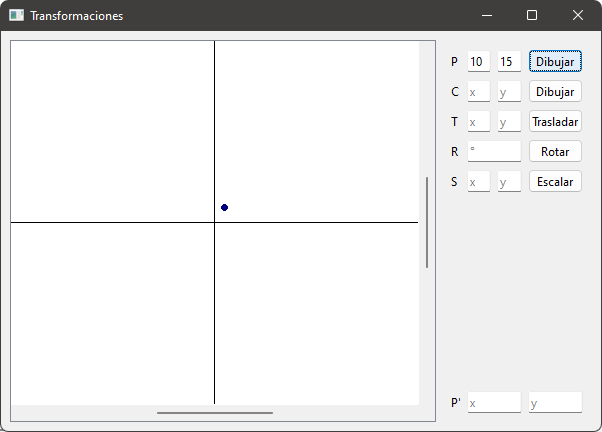 Transformaciones
P 10 15 Dibujar
C x y Dibujar
T x y Trasladar
R ° Rotar
S x y Escalar
P' x y